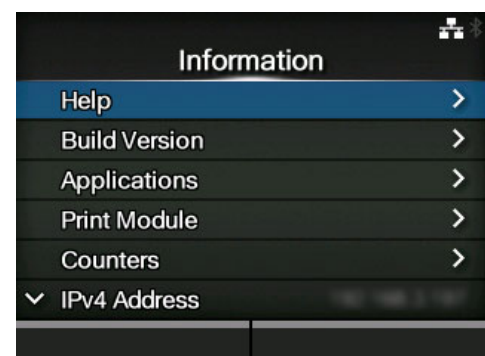 Information
Help
Build Version
Applications
Print Module
Counters
IPv4 Address